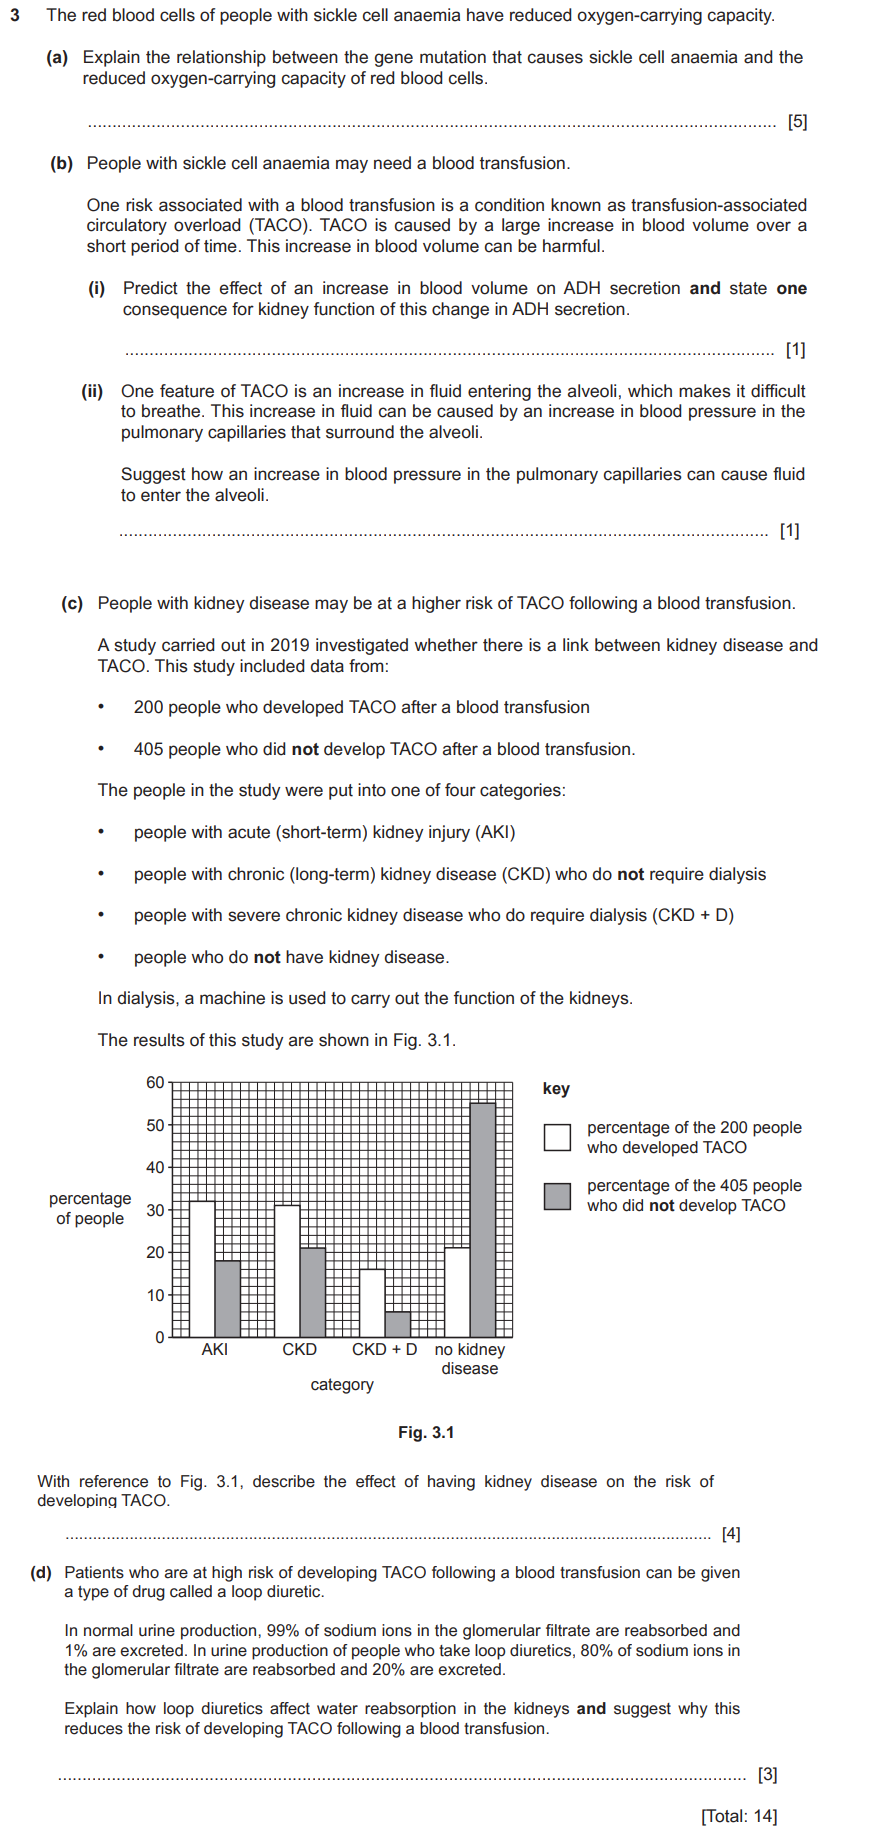 3 The red blood cells of people with sickle cell anaemia have reduced oxygen-carrying capacity.
(a) Explain the relationship between the gene mutation that causes sickle cell anaemia and the
reduced oxygen-carrying capacity of red blood cells.
[5]
(b) People with sickle cell anaemia may need a blood transfusion.
One risk associated with a blood transfusion is a condition known as transfusion-associated
circulatory overload (TACO). TACO is caused by a large increase in blood volume over a
short period of time. This increase in blood volume can be harmful.
(i) Predict the effect of an increase in blood volume on ADH secretion and state one
consequence for kidney function of this change in ADH secretion.
[1]
(ii) One feature of TACO is an increase in fluid entering the alveoli, which makes it difficult
to breathe. This increase in fluid can be caused by an increase in blood pressure in the
pulmonary capillaries that surround the alveoli.
Suggest how an increase in blood pressure in the pulmonary capillaries can cause fluid
to enter the alveoli.
[1]
(c) People with kidney disease may be at a higher risk of TACO following a blood transfusion.
A study carried out in 2019 investigated whether there is a link between kidney disease and
TACO. This study included data from:
• 200 people who developed TACO after a blood transfusion
• 405 people who did not develop TACO after a blood transfusion.
The people in the study were put into one of four categories:
• people with acute (short-term) kidney injury (AKI)
• people with chronic (long-term) kidney disease (CKD) who do not require dialysis
• people with severe chronic kidney disease who do require dialysis (CKD + D)
• people who do not have kidney disease.
In dialysis, a machine is used to carry out the function of the kidneys.
The results of this study are shown in Fig. 3.1.
60
50
40
30
20
10
0
percentage
of people
AKI CKD CKD + D no kidney
disease
category
key
percentage of the 200 people
who developed TACO
percentage of the 405 people
who did not develop TACO
Fig. 3.1
With reference to Fig. 3.1, describe the effect of having kidney disease on the risk of
developing TACO.
[4]
(d) Patients who are at high risk of developing TACO following a blood transfusion can be given
a type of drug called a loop diuretic.
In normal urine production, 99% of sodium ions in the glomerular filtrate are reabsorbed and
1% are excreted. In urine production of people who take loop diuretics, 80% of sodium ions in
the glomerular filtrate are reabsorbed and 20% are excreted.
Explain how loop diuretics affect water reabsorption in the kidneys and suggest why this
reduces the risk of developing TACO following a blood transfusion.
[3]
[Total: 14]